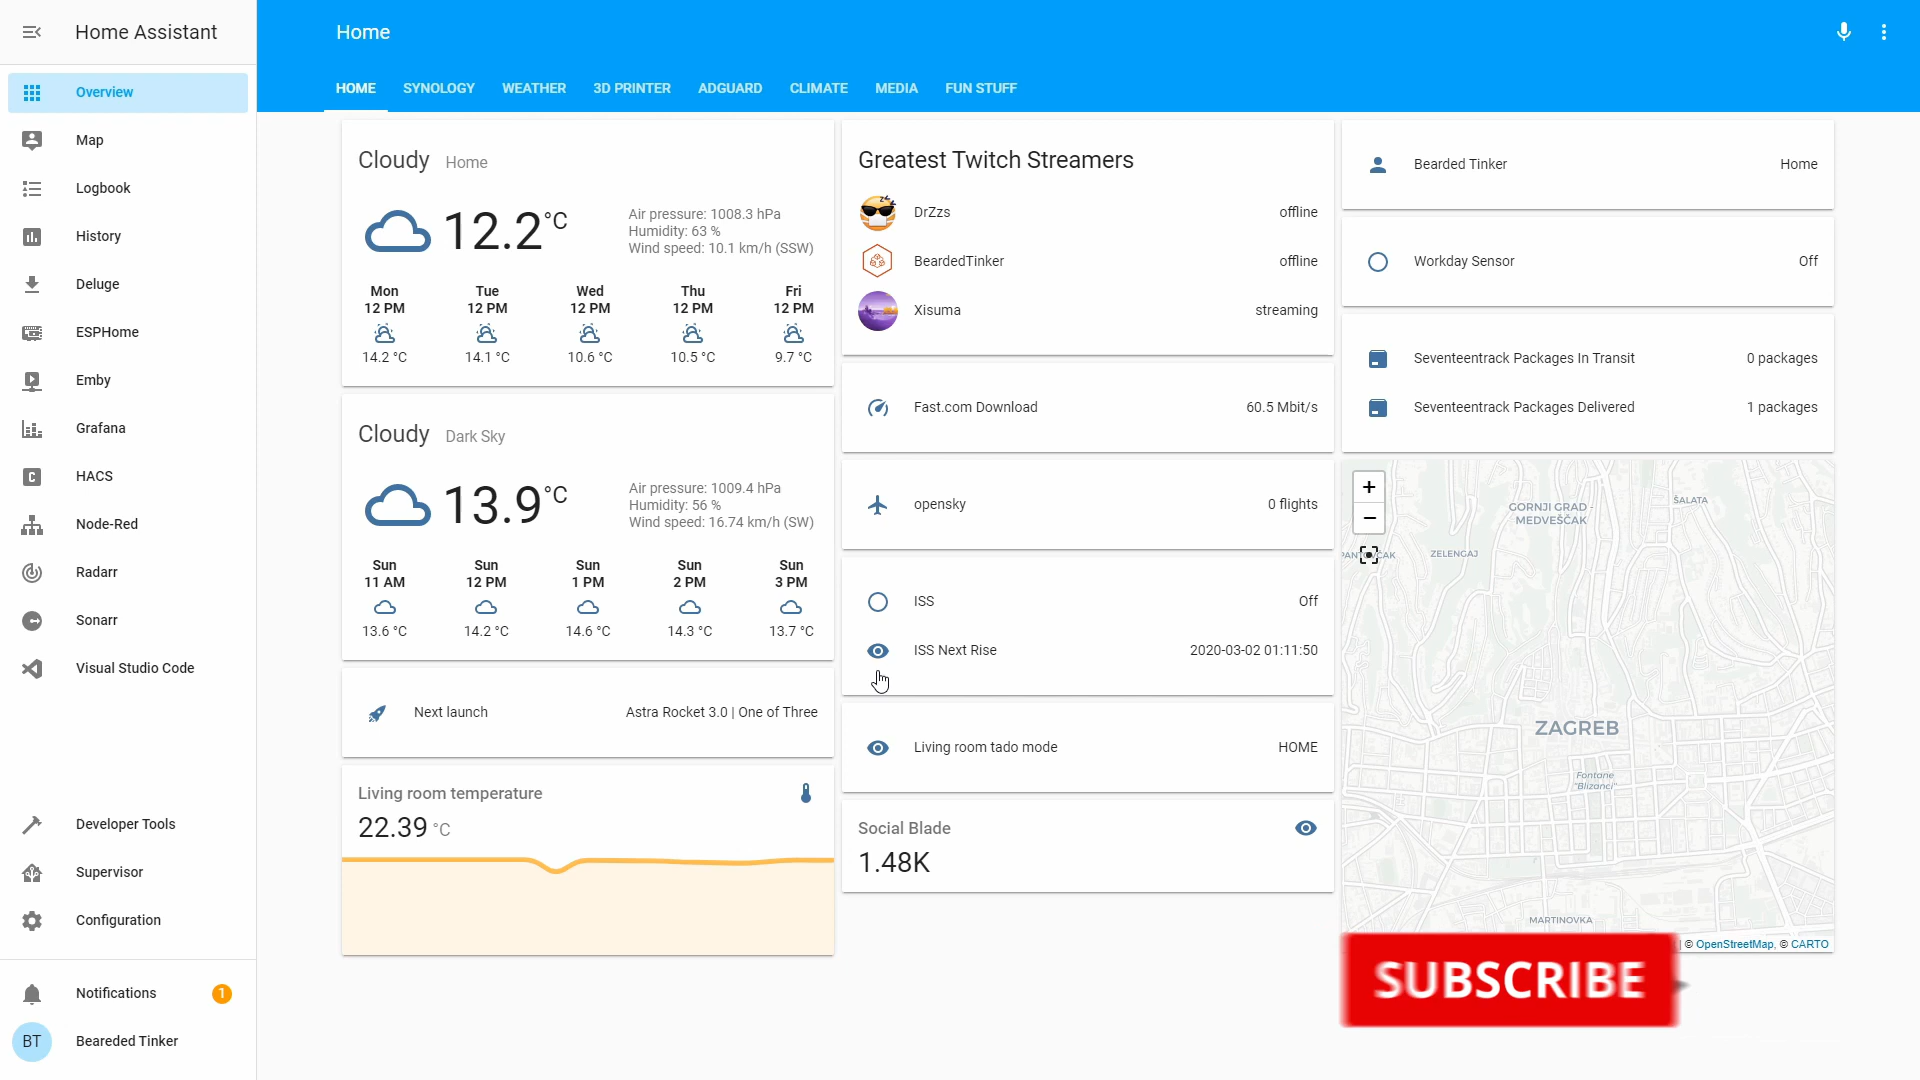 Home Assistant
Overview
Map
Logbook
History
Deluge
ESPHome
Emby
Grafana
C HACS
Node-Red
Radarr
Sonarr
Visual Studio Code
Developer Tools
Supervisor
Configuration
Notifications 1
BT Beareded Tinker
Home
HOME SYNOLOGY WEATHER 3D PRINTER ADGUARD CLIMATE MEDIA FUN STUFF
Cloudy Home
12.2 °C
Air pressure: 1008.3 hPa
Humidity: 63 %
Wind speed: 10.1 km/h (SSW)
Mon Tue Wed Thu Fri
12 PM 12 PM 12 PM 12 PM 12 PM
14.2 °C 14.1 °C 10.6 °C 10.5 °C 9.7 °C
Cloudy Dark Sky
13.9 °C
Air pressure: 1009.4 hPa
Humidity: 56 %
Wind speed: 16.74 km/h (SW)
Sun Sun Sun Sun Sun
11 AM 12 PM 1 PM 2 PM 3 PM
13.6 °C 14.2 °C 14.6 °C 14.3 °C 13.7 °C
Next launch Astra Rocket 3.0 | One of Three
Living room temperature
22.39 °C
Greatest Twitch Streamers
DrZzs offline
BeardedTinker offline
Xisuma streaming
Fast.com Download 60.5 Mbit/s
opensky 0 flights
ISS Off
ISS Next Rise 2020-03-02 01:11:50
Living room tado mode HOME
Social Blade
1.48K
Bearded Tinker Home
Workday Sensor Off
Seventeentrack Packages In Transit 0 packages
Seventeentrack Packages Delivered 1 packages
+
−
GORNJI GRAD -
MEDVEŠČAK
ŠALATA
ZELENGAJ
ZAGREB
Fontane
"Blizanci"
MARTINOVKA
| © OpenStreetMap, © CARTO
SUBSCRIBE